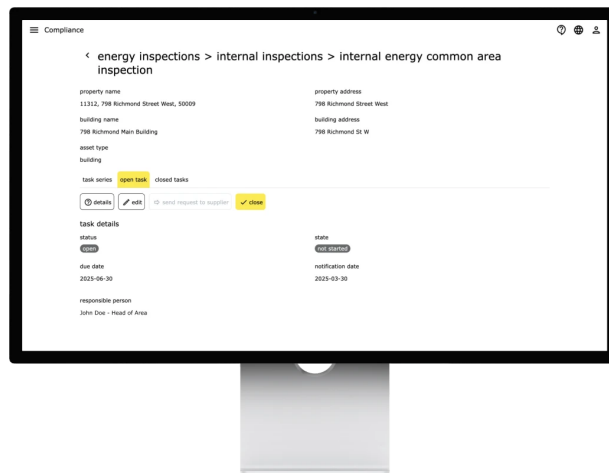 Compliance
energy inspections > internal inspections > internal energy common area
inspection
property name
property address
11312, 798 Richmond Street West, 50009
798 Richmond Street West
building name
building address
798 Richmond Main Building
798 Richmond St W
asset type
building
task series open task closed tasks
details edit send request to supplier close
task details
status
state
open
not started
due date
notification date
2025-06-30
2025-03-30
responsible person
John Doe - Head of Area